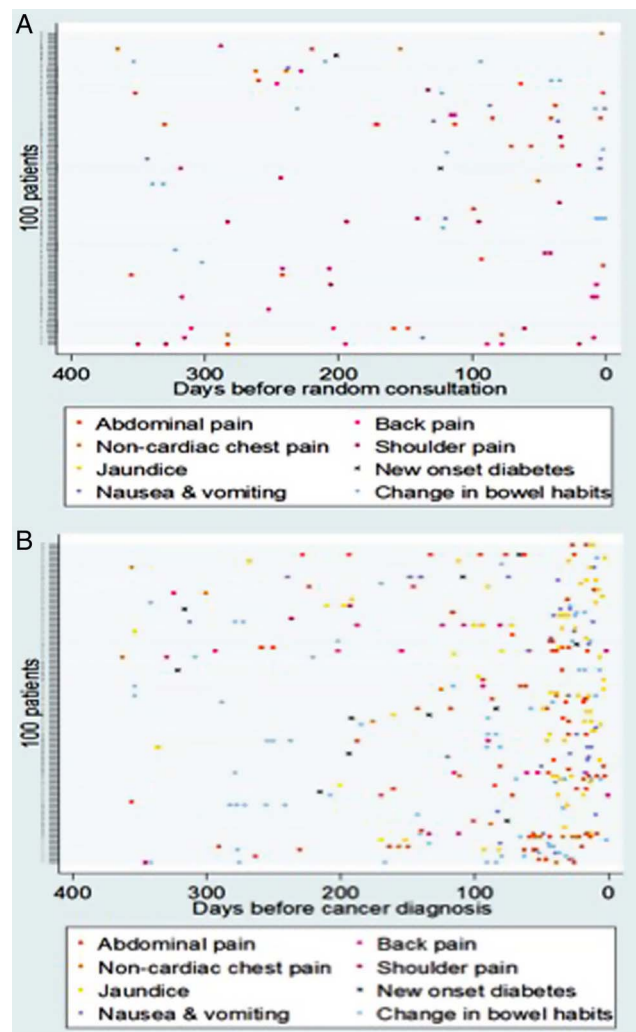 A
100 patients
400 300 200 100 0
Days before random consultation
Abdominal pain Back pain
Non-cardiac chest pain Shoulder pain
Jaundice New onset diabetes
Nausea & vomiting Change in bowel habits
B
100 patients
400 300 200 100 0
Days before cancer diagnosis
Abdominal pain Back pain
Non-cardiac chest pain Shoulder pain
Jaundice New onset diabetes
Nausea & vomiting Change in bowel habits